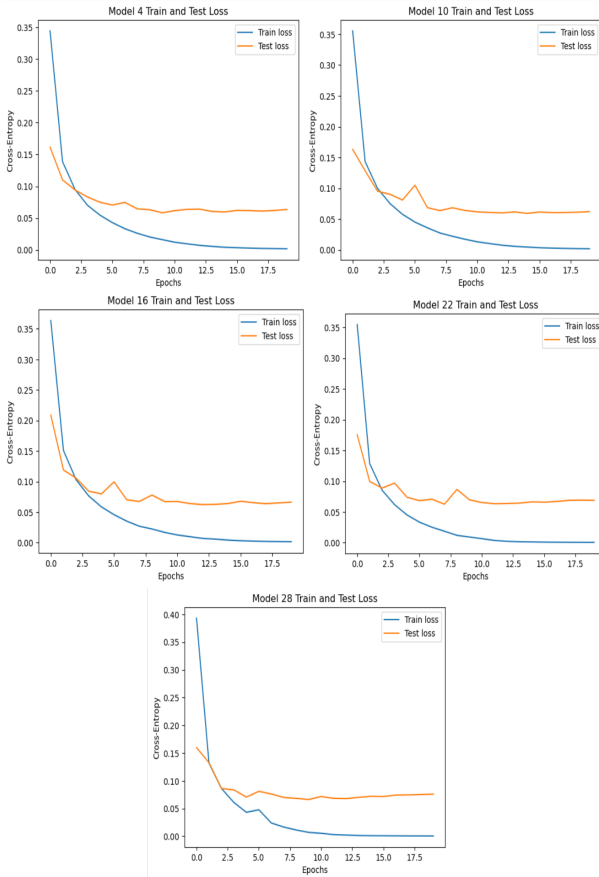 Model 4 Train and Test Loss
0.35
0.30
0.25
0.20
0.15
0.10
0.05
0.00
Cross-Entropy
Train loss
Test loss
0.0 2.5 5.0 7.5 10.0 12.5 15.0 17.5
Epochs
Model 10 Train and Test Loss
0.35
0.30
0.25
0.20
0.15
0.10
0.05
0.00
Cross-Entropy
Train loss
Test loss
0.0 2.5 5.0 7.5 10.0 12.5 15.0 17.5
Epochs
Model 16 Train and Test Loss
0.35
0.30
0.25
0.20
0.15
0.10
0.05
0.00
Cross-Entropy
Train loss
Test loss
0.0 2.5 5.0 7.5 10.0 12.5 15.0 17.5
Epochs
Model 22 Train and Test Loss
0.35
0.30
0.25
0.20
0.15
0.10
0.05
0.00
Cross-Entropy
Train loss
Test loss
0.0 2.5 5.0 7.5 10.0 12.5 15.0 17.5
Epochs
Model 28 Train and Test Loss
0.40
0.35
0.30
0.25
0.20
0.15
0.10
0.05
0.00
Cross-Entropy
Train loss
Test loss
0.0 2.5 5.0 7.5 10.0 12.5 15.0 17.5
Epochs